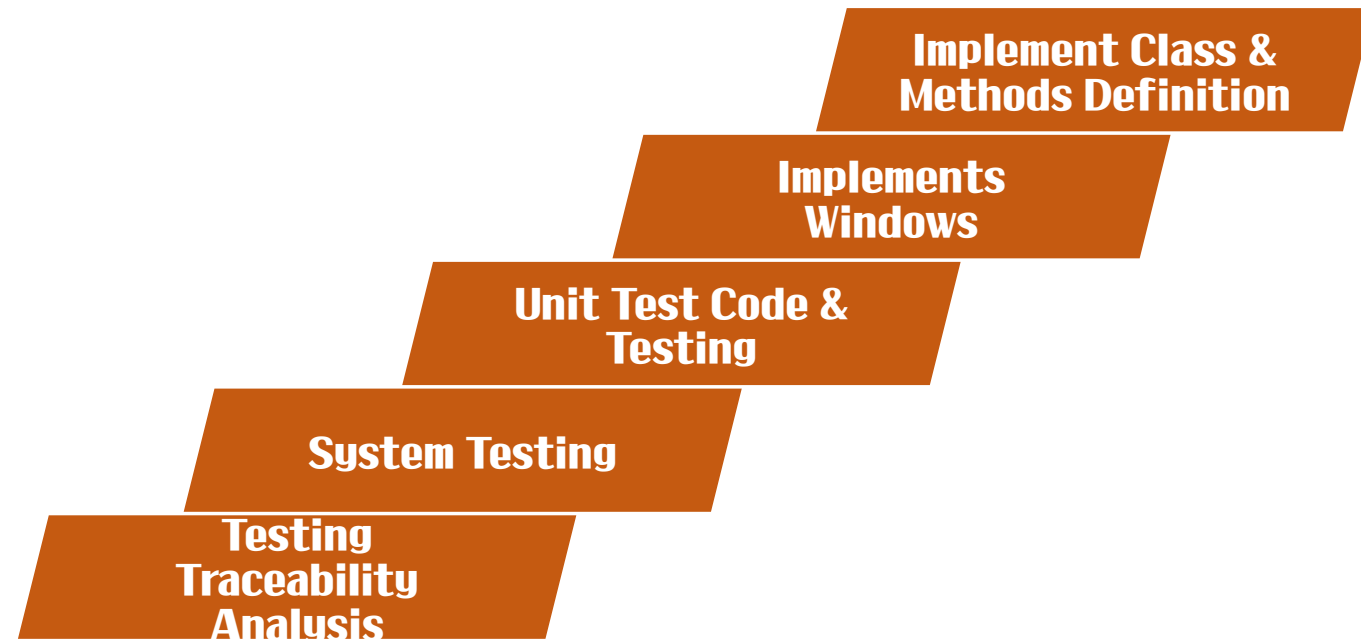 Implement Class &
Methods Definition
Implements
Windows
Unit Test Code &
Testing
System Testing
Testing
Traceability
Analysis